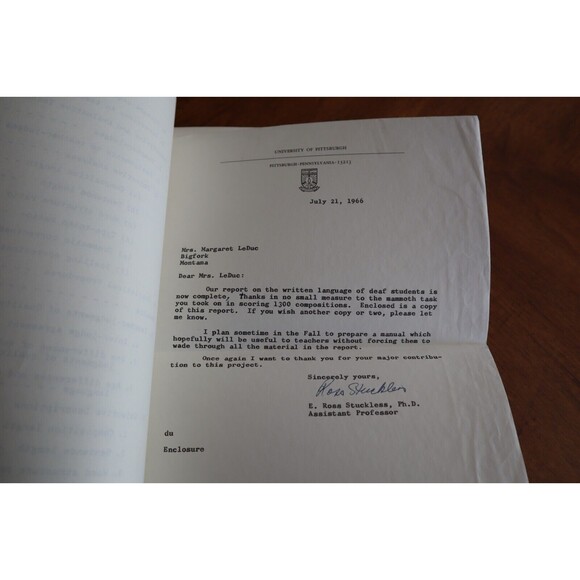 UNIVERSITY OF PITTSBURGH
PITTSBURGH·PENNSYLVANIA·15213
July 21, 1966
Mrs. Margaret LeDuc
Bigfork
Montana
Dear Mrs. LeDuc:
Our report on the written language of deaf students is
now complete, Thanks in no small measure to the mammoth task
you took on in scoring 1300 compositions. Enclosed is a copy
of this report. If you wish another copy or two, please let
me know.
I plan sometime in the Fall to prepare a manual which
hopefully will be useful to teachers without forcing them to
wade through all the material in the report.
Once again I want to thank you for your major contribu-
tion to this project.
Sincerely yours,
Ross Stuckless
E. Ross Stuckless, Ph.D.
Assistant Professor
du
Enclosure